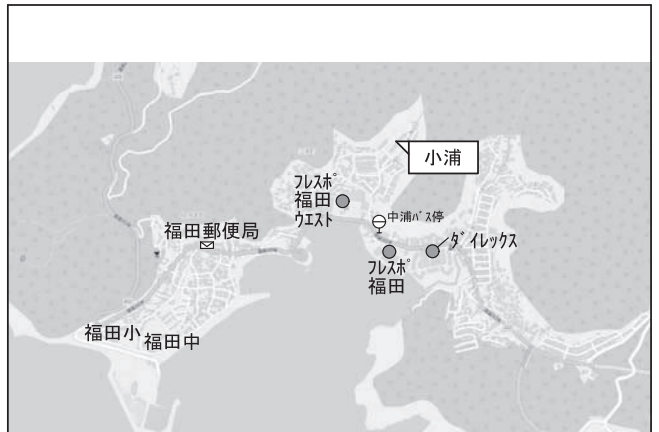 小浦
フレスポ
福田
ウエスト
中浦バス停
福田郵便局
ダイレックス
フレスポ
福田
福田小
福田中